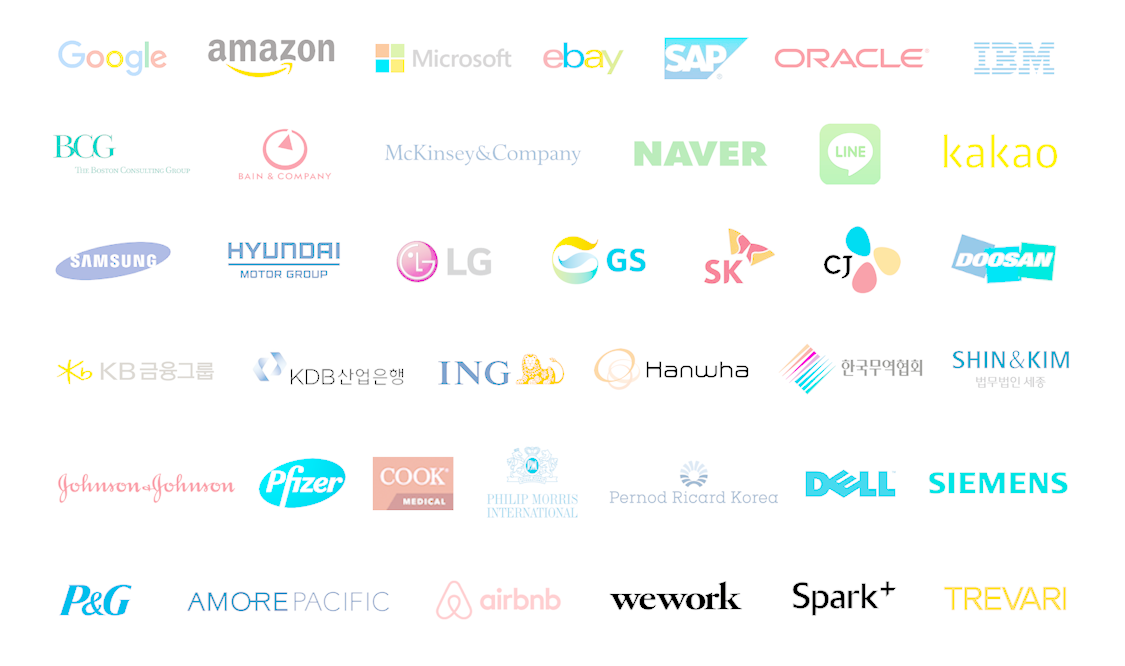 Google
amazon
Microsoft
ebay
SAP
ORACLE
IBM
BCG
THE BOSTON CONSULTING GROUP
BAIN & COMPANY
McKinsey&Company
NAVER
LINE
kakao
SAMSUNG
HYUNDAI
MOTOR GROUP
LG
GS
SK
CJ
DOOSAN
Kb KB금융그룹
KDB산업은행
ING
Hanwha
한국무역협회
SHIN&KIM
법무법인 세종
Johnson&Johnson
Pfizer
COOK
MEDICAL
PHILIP MORRIS
INTERNATIONAL
Pernod Ricard Korea
DELL
SIEMENS
P&G
AMOREPACIFIC
airbnb
wework
Spark+
TREVARI